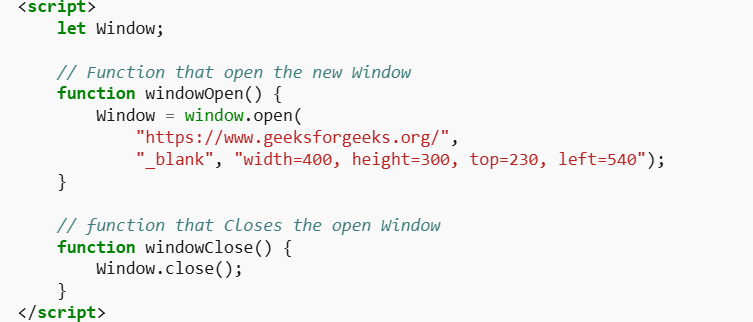 <script>
let Window;
// Function that open the new Window
function windowOpen() {
Window = window.open(
"https://www.geeksforgeeks.org/",
"_blank", "width=400, height=300, top=230, left=540");
}
// function that Closes the open Window
function windowClose() {
Window.close();
}
</script>